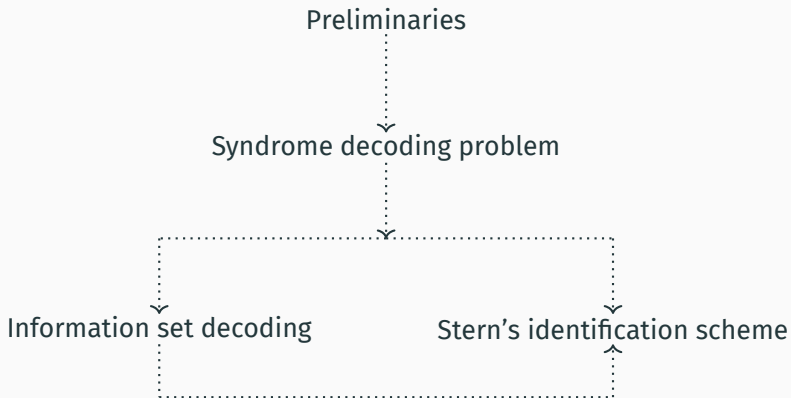 Preliminaries
Syndrome decoding problem
Information set decoding
Stern's identification scheme